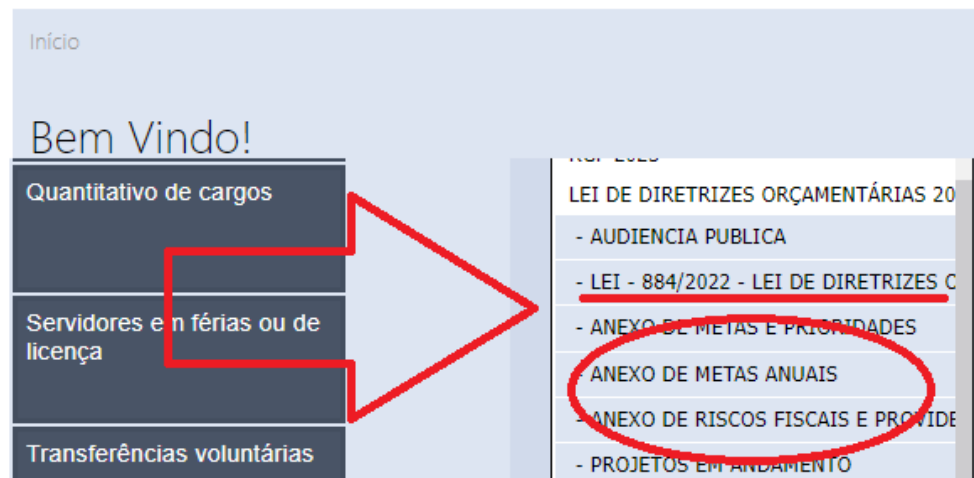 Início
Bem Vindo!
Quantitativo de cargos
Servidores em férias ou de
licença
Transferências voluntárias
LEI DE DIRETRIZES ORÇAMENTÁRIAS 20
- AUDIENCIA PUBLICA
- LEI - 884/2022 - LEI DE DIRETRIZES O
- ANEXO DE METAS E PRIORIDADES
- ANEXO DE METAS ANUAIS
- ANEXO DE RISCOS FISCAIS E PROVIDE
- PROJETOS EM ANDAMENTO